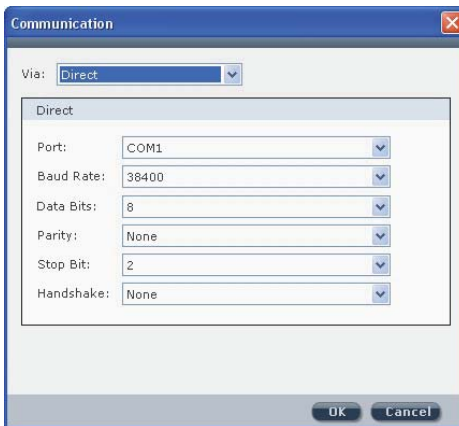 Communication
Via: Direct
Direct
Port: COM1
Baud Rate: 38400
Data Bits: 8
Parity: None
Stop Bit: 2
Handshake: None
OK Cancel